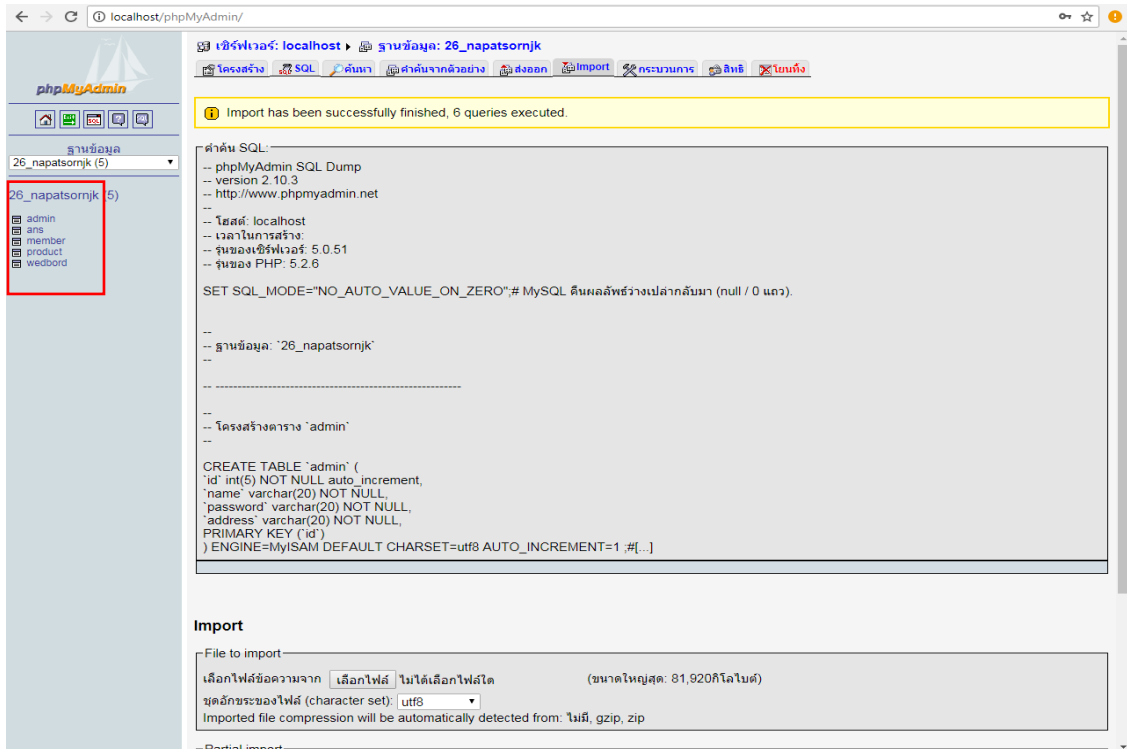 localhost/phpMyAdmin/
phpMyAdmin
ฐานข้อมูล
26_napatsornjk (5)
26_napatsornjk (5)
admin
ans
member
product
wedbord
เซิร์ฟเวอร์: localhost ▸ ฐานข้อมูล: 26_napatsornjk
โครงสร้าง SQL ค้นหา คำค้นจากตัวอย่าง ส่งออก Import กระบวนการ สิทธิ โยนทิ้ง
Import has been successfully finished, 6 queries executed.
คำค้น SQL:
-- phpMyAdmin SQL Dump
-- version 2.10.3
-- http://www.phpmyadmin.net
--
-- โฮสต์: localhost
-- เวลาในการสร้าง:
-- รุ่นของเซิร์ฟเวอร์: 5.0.51
-- รุ่นของ PHP: 5.2.6
SET SQL_MODE="NO_AUTO_VALUE_ON_ZERO";# MySQL คืนผลลัพธ์ว่างเปล่ากลับมา (null / 0 แถว).
--
-- ฐานข้อมูล: `26_napatsornjk`
--
-- --------------------------------------------------------
--
-- โครงสร้างตาราง `admin`
--
CREATE TABLE `admin` (
`id` int(5) NOT NULL auto_increment,
`name` varchar(20) NOT NULL,
`password` varchar(20) NOT NULL,
`address` varchar(20) NOT NULL,
PRIMARY KEY (`id`)
) ENGINE=MyISAM DEFAULT CHARSET=utf8 AUTO_INCREMENT=1 ;#[...]
Import
File to import
เลือกไฟล์ข้อความจาก เลือกไฟล์ ไม่ได้เลือกไฟล์ใด (ขนาดใหญ่สุด: 81,920กิโลไบต์)
ชุดอักขระของไฟล์ (character set): utf8
Imported file compression will be automatically detected from: ไม่มี, gzip, zip
Partial import